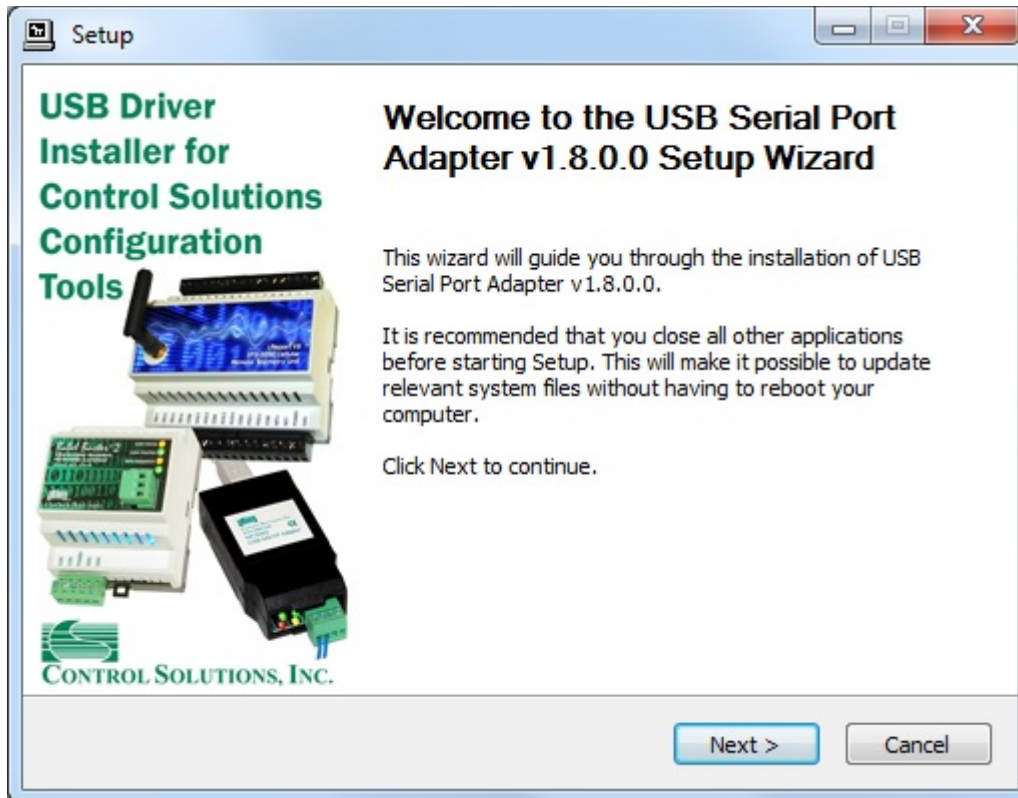 Setup
USB Driver
Installer for
Control Solutions
Configuration
Tools
CONTROL SOLUTIONS, INC.
Welcome to the USB Serial Port
Adapter v1.8.0.0 Setup Wizard
This wizard will guide you through the installation of USB
Serial Port Adapter v1.8.0.0.
It is recommended that you close all other applications
before starting Setup. This will make it possible to update
relevant system files without having to reboot your
computer.
Click Next to continue.
Next >
Cancel